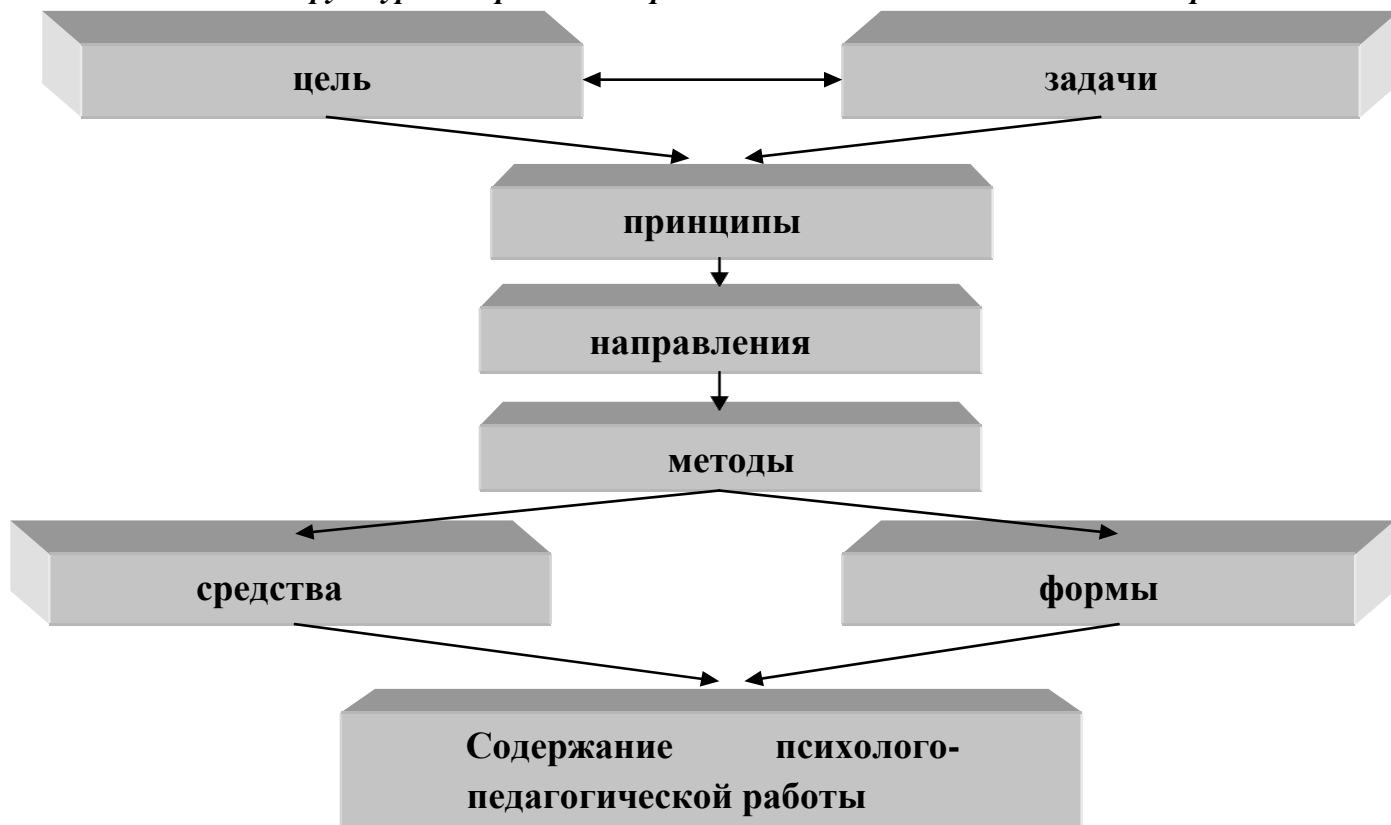 цель
задачи
принципы
направления
методы
средства
формы
Содержание психолого-
педагогической работы